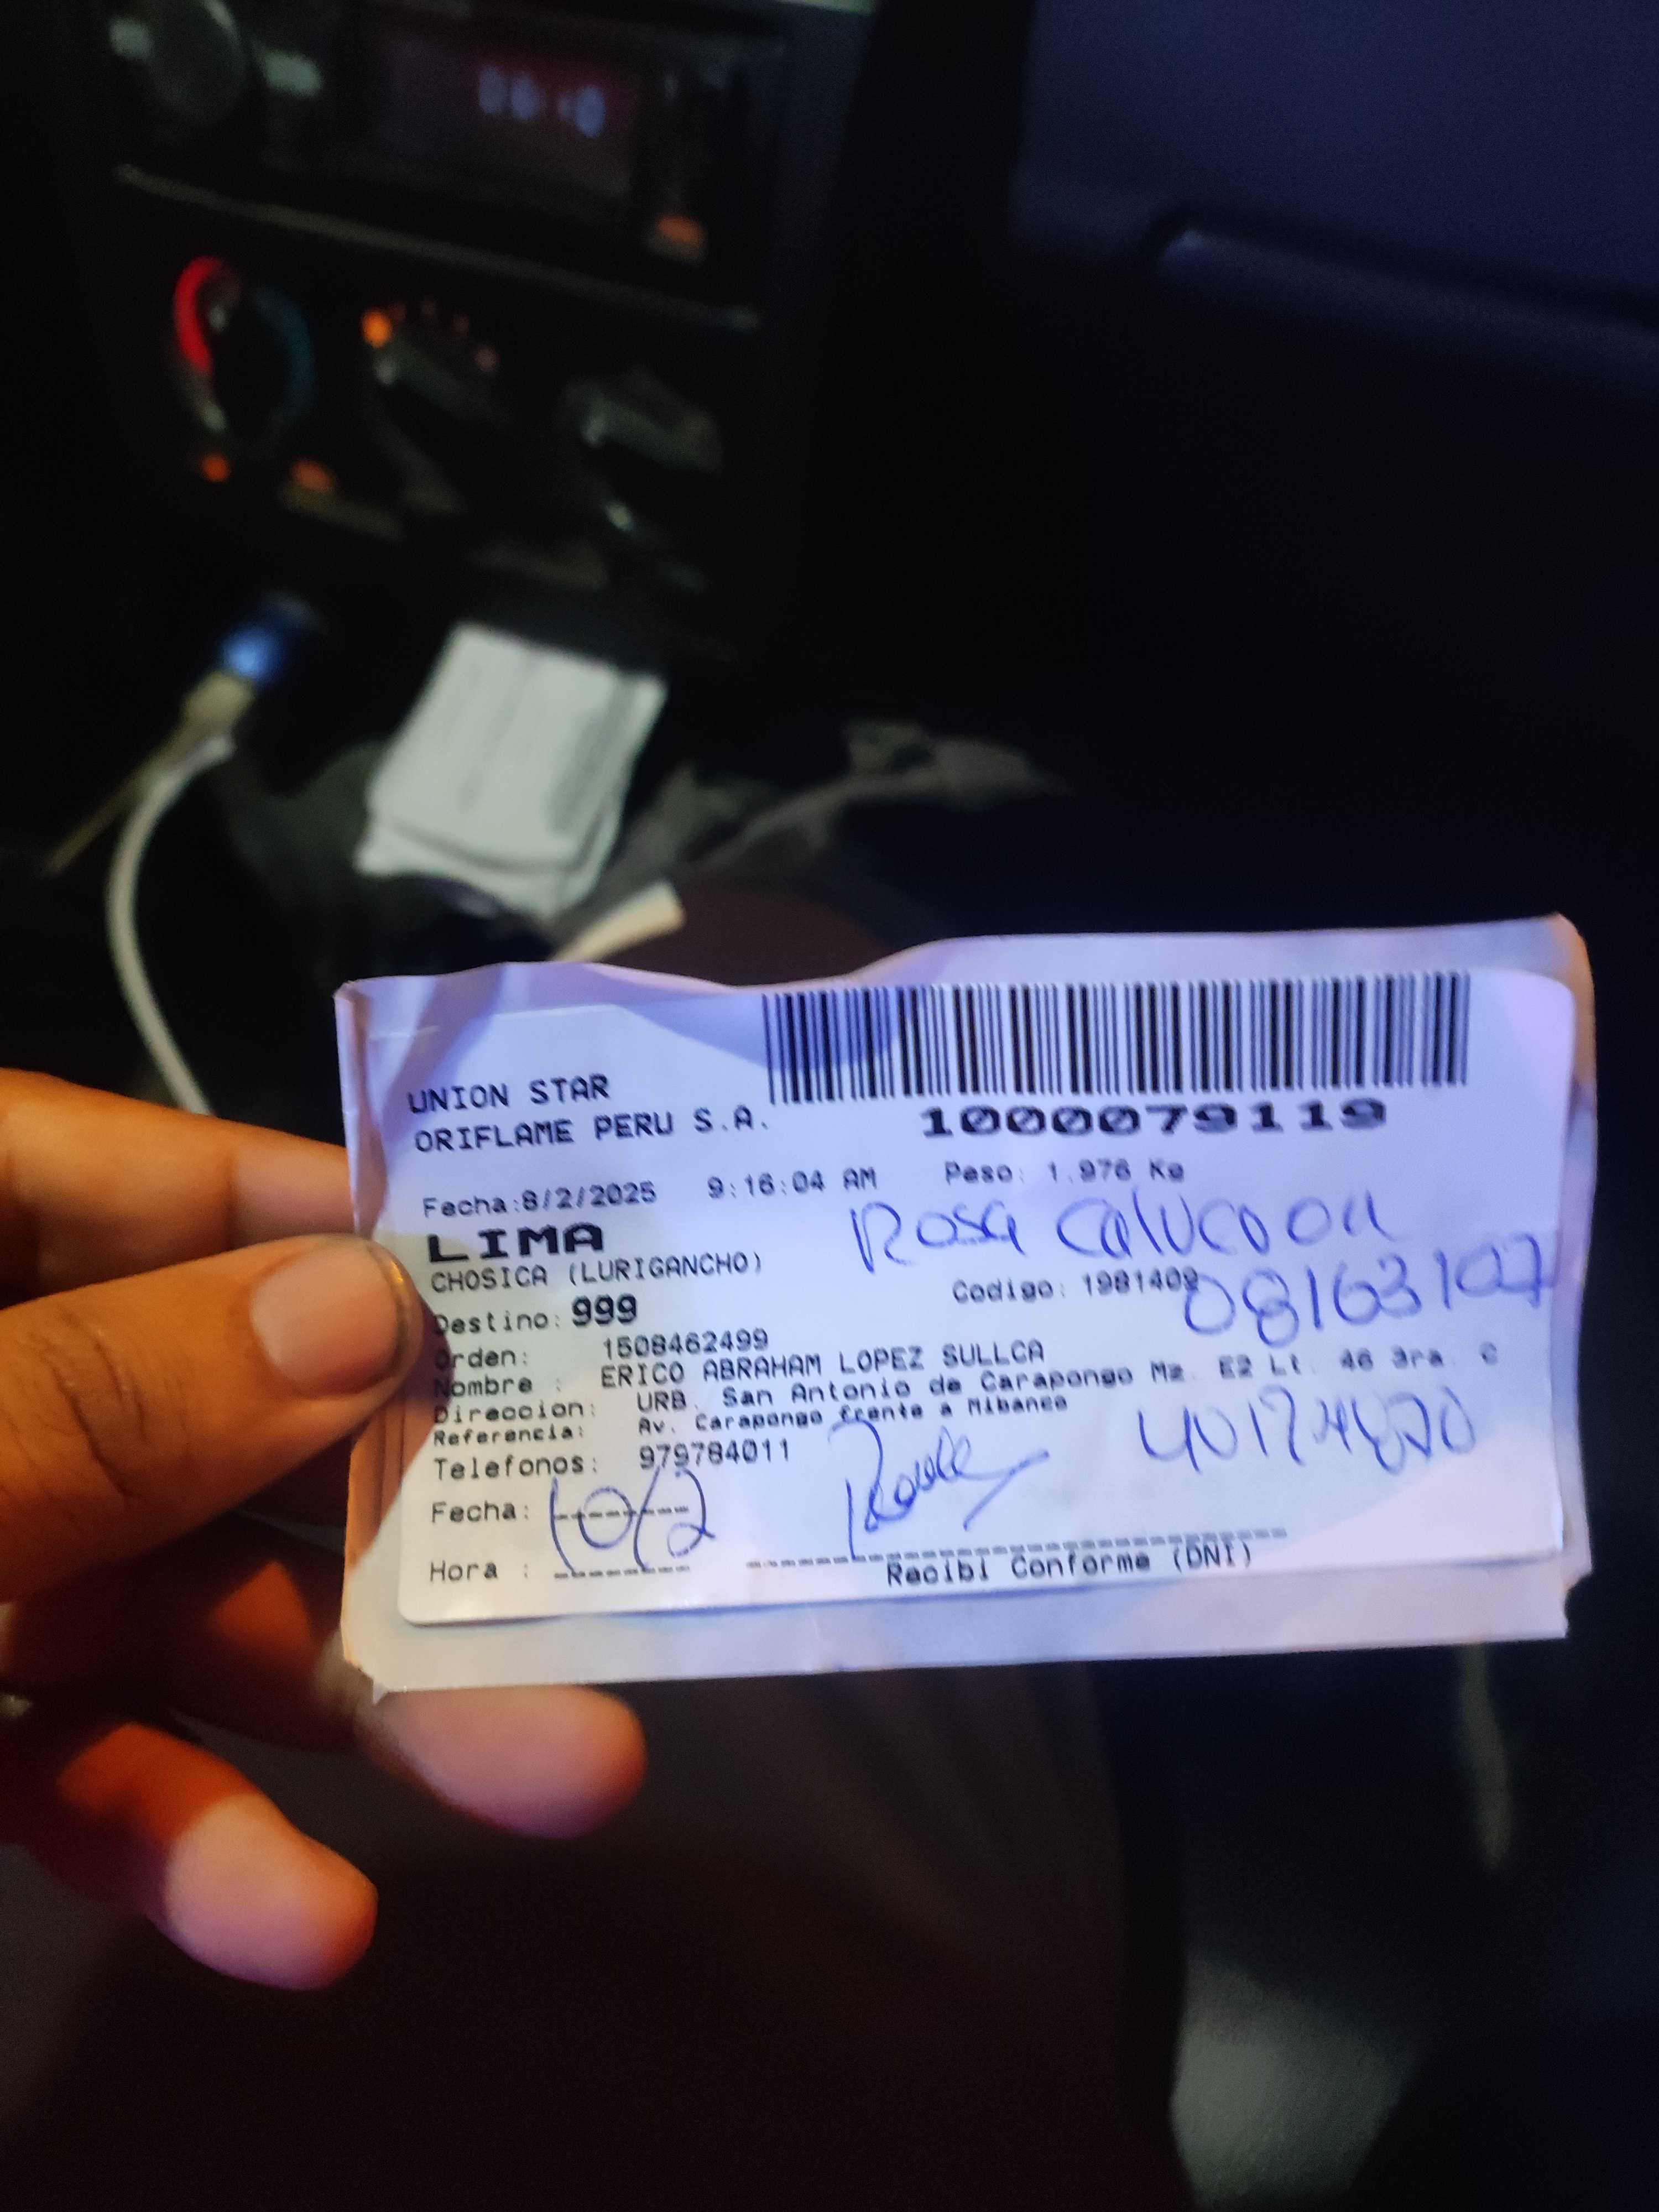 UNION STAR
ORIFLAME PERU S.A.
1000079119
Fecha:8/2/2025 9:16:04 AM Peso: 1.976 Kg
LIMA
Rosa
CHOSICA (LURIGANCHO)
Codigo: 1981409
08163107
Destino: 999
Orden: 1508462499
Nombre : ERICO ABRAHAM LOPEZ SULLCA
Direccion: URB. San Antonio de Carapongo Mz. E2 Lt. 46 3ra. C
Referencia: Av. Carapongo frente a Mibanco
Telefonos: 979784011
Fecha: 10/2
Hora :
Recibi Conforme (DNI)